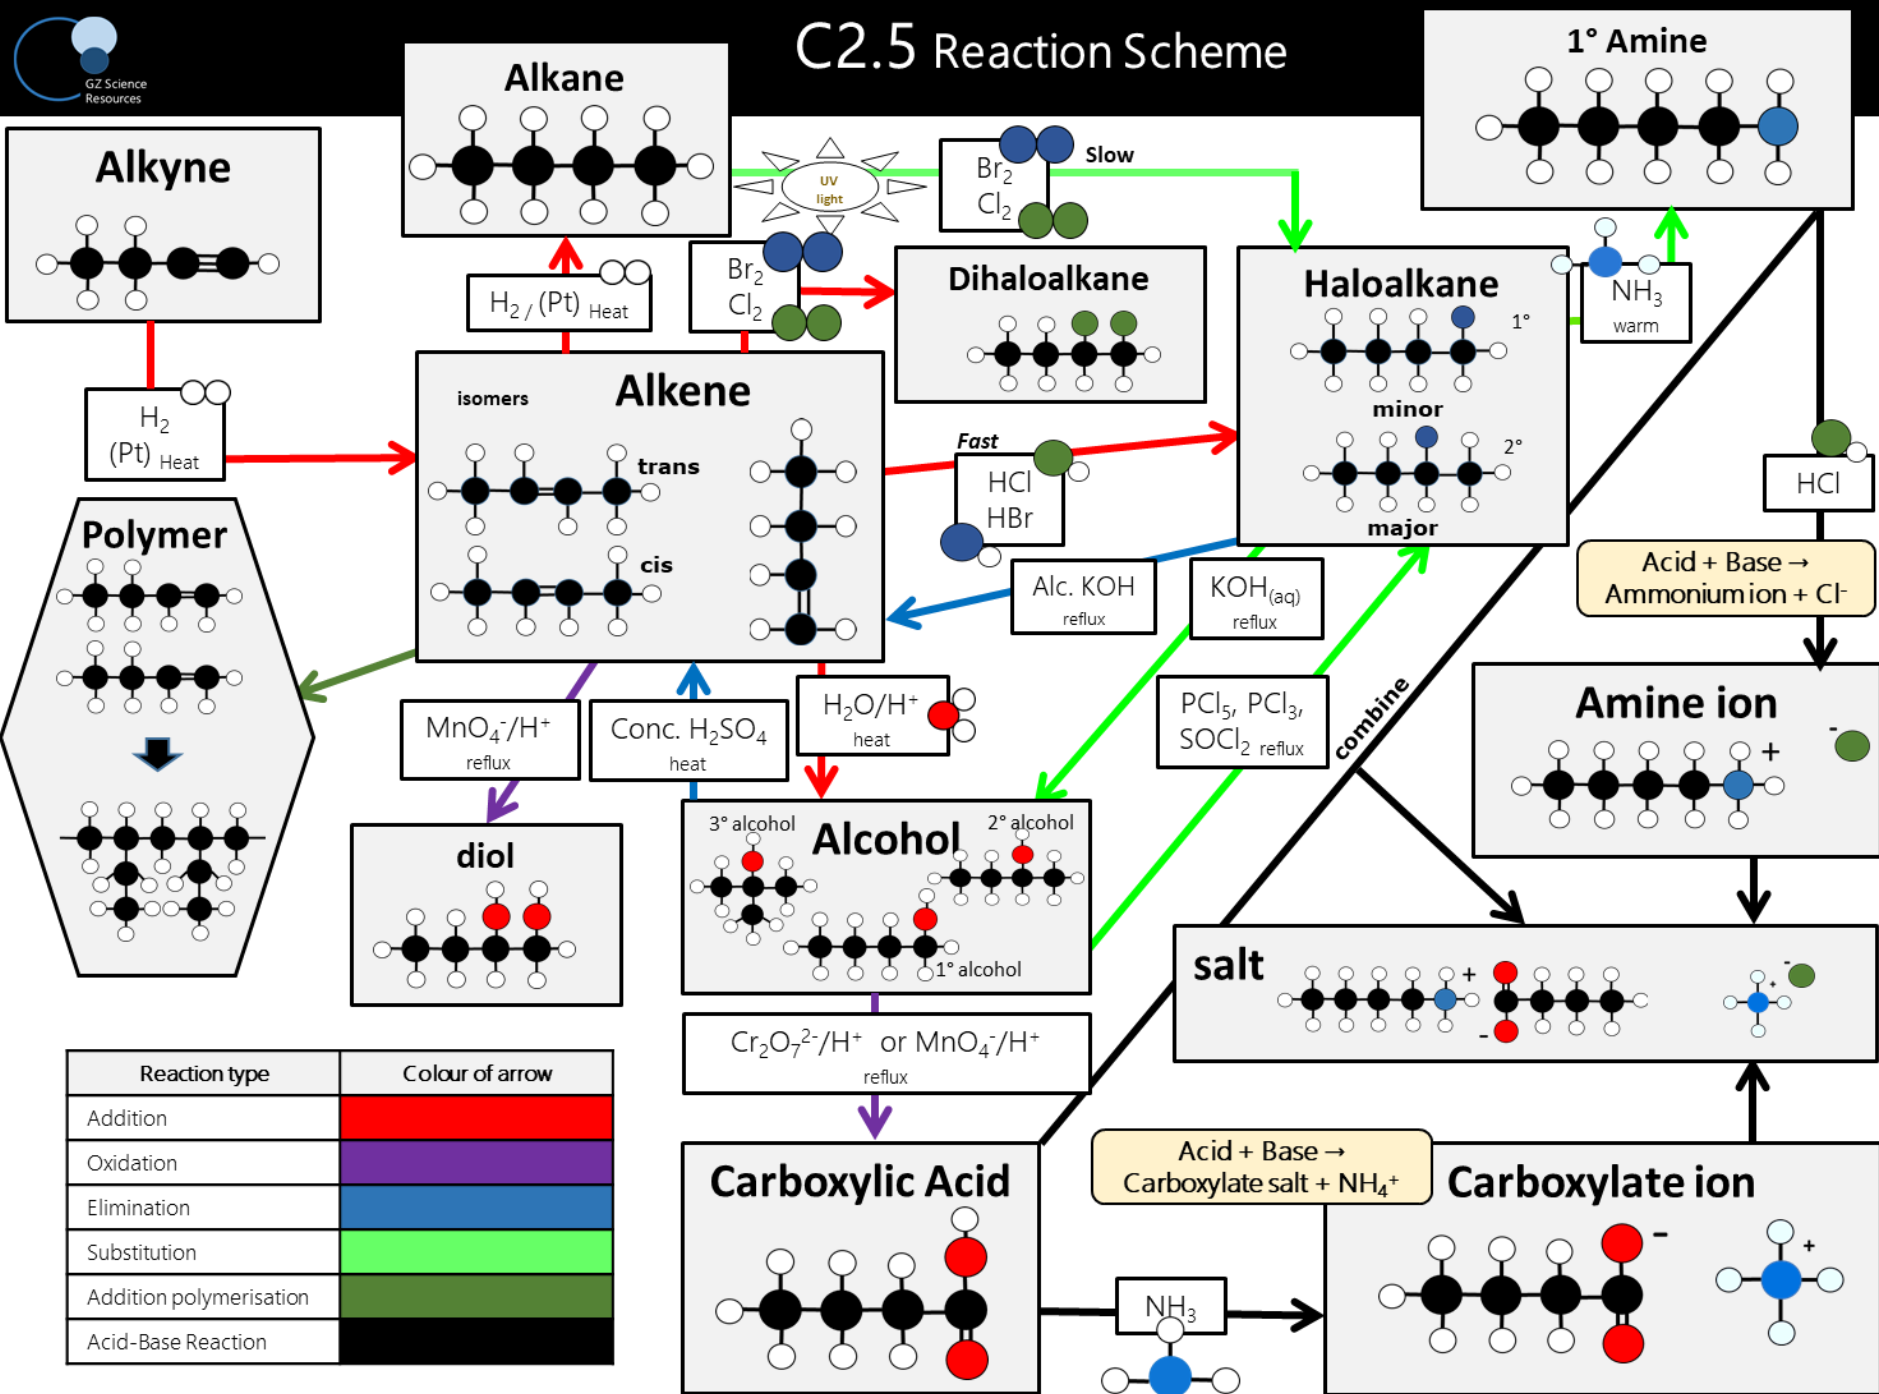 GZ Science
Resources
C2.5 Reaction Scheme
Alkyne
Alkane
1° Amine
UV
light
Br₂
Cl₂
Slow
H₂ / (Pt) Heat
Br₂
Cl₂
Dihaloalkane
Haloalkane
1°
minor
2°
major
NH₃
warm
H₂
(Pt) Heat
isomers
Alkene
trans
cis
Fast
HCl
HBr
HCl
Acid + Base →
Ammonium ion + Cl⁻
Polymer
Alc. KOH
reflux
KOH(aq)
reflux
MnO₄⁻/H⁺
reflux
Conc. H₂SO₄
heat
H₂O/H⁺
heat
PCl₅, PCl₃,
SOCl₂ reflux
combine
Amine ion
+
-
diol
3° alcohol
Alcohol
2° alcohol
1° alcohol
salt
+
-
+
-
Cr₂O₇²⁻/H⁺ or MnO₄⁻/H⁺
reflux
Reaction type Colour of arrow
Addition
Oxidation
Elimination
Substitution
Addition polymerisation
Acid-Base Reaction
Carboxylic Acid
Acid + Base →
Carboxylate salt + NH₄⁺
NH₃
Carboxylate ion
-
+